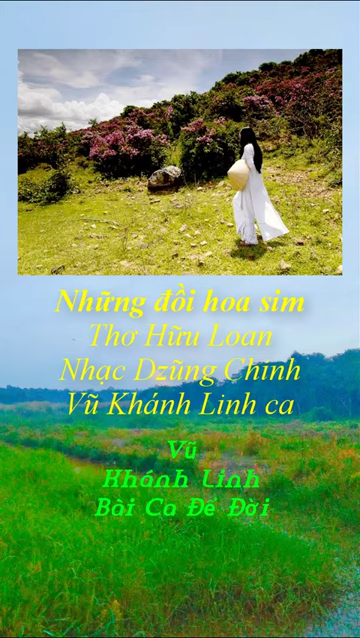 Những đồi hoa sim
Thơ Hữu Loan
Nhạc Dzũng Chinh
Vũ Khánh Linh ca
Vũ
Khánh Linh
Bài Ca Để Đời